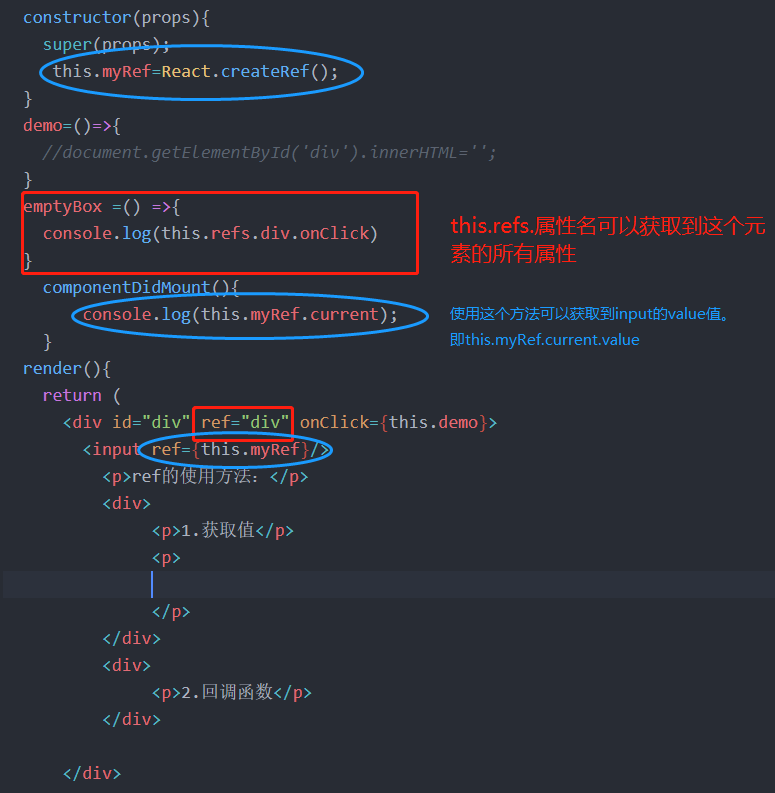 constructor(props){
super(props);
this.myRef=React.createRef();
}
demo=()=>{
//document.getElementById('div').innerHTML='';
}
emptyBox =() =>{
console.log(this.refs.div.onClick)
}
this.refs.属性名可以获取到这个元
素的所有属性
componentDidMount(){
console.log(this.myRef.current);
}
使用这个方法可以获取到input的value值。
即this.myRef.current.value
render(){
return (
<div id="div" ref="div" onClick={this.demo}>
<input ref={this.myRef}/>
<p>ref的使用方法：</p>
<div>
<p>1.获取值</p>
<p>
</p>
</div>
<div>
<p>2.回调函数</p>
</div>
</div>